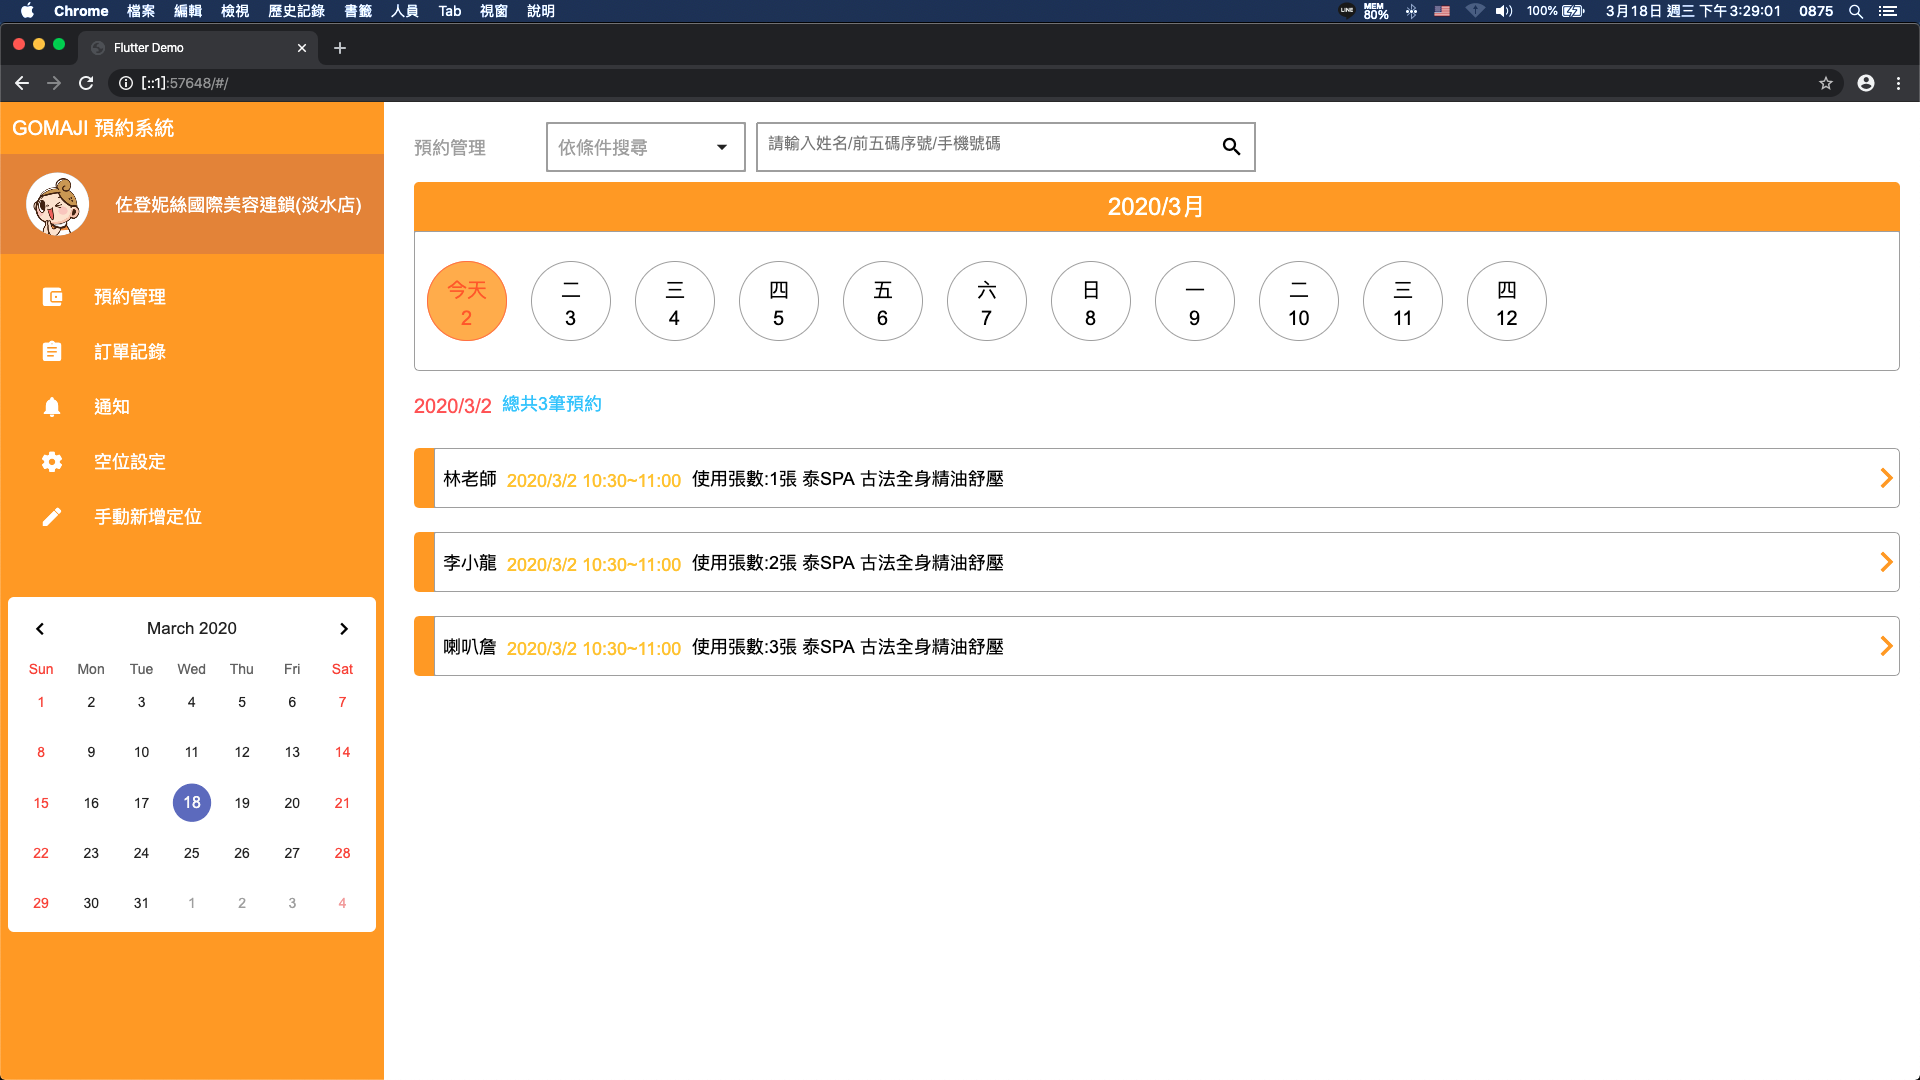 Chrome 檔案 編輯 檢視 歷史記錄 書籤 人員 Tab 視窗 說明
LINE MEM 80% 100% 3月18日 週三 下午3:29:01 0875
Flutter Demo
[::1]:57648/#/
GOMAJI 預約系統
佐登妮絲國際美容連鎖(淡水店)
預約管理
訂單記錄
通知
空位設定
手動新增定位
March 2020
Sun Mon Tue Wed Thu Fri Sat
1 2 3 4 5 6 7
8 9 10 11 12 13 14
15 16 17 18 19 20 21
22 23 24 25 26 27 28
29 30 31 1 2 3 4
預約管理 依條件搜尋 請輸入姓名/前五碼序號/手機號碼
2020/3月
今天 二 三 四 五 六 日 一 二 三 四
2 3 4 5 6 7 8 9 10 11 12
2020/3/2 總共3筆預約
林老師 2020/3/2 10:30~11:00 使用張數:1張 泰SPA 古法全身精油舒壓
李小龍 2020/3/2 10:30~11:00 使用張數:2張 泰SPA 古法全身精油舒壓
喇叭詹 2020/3/2 10:30~11:00 使用張數:3張 泰SPA 古法全身精油舒壓